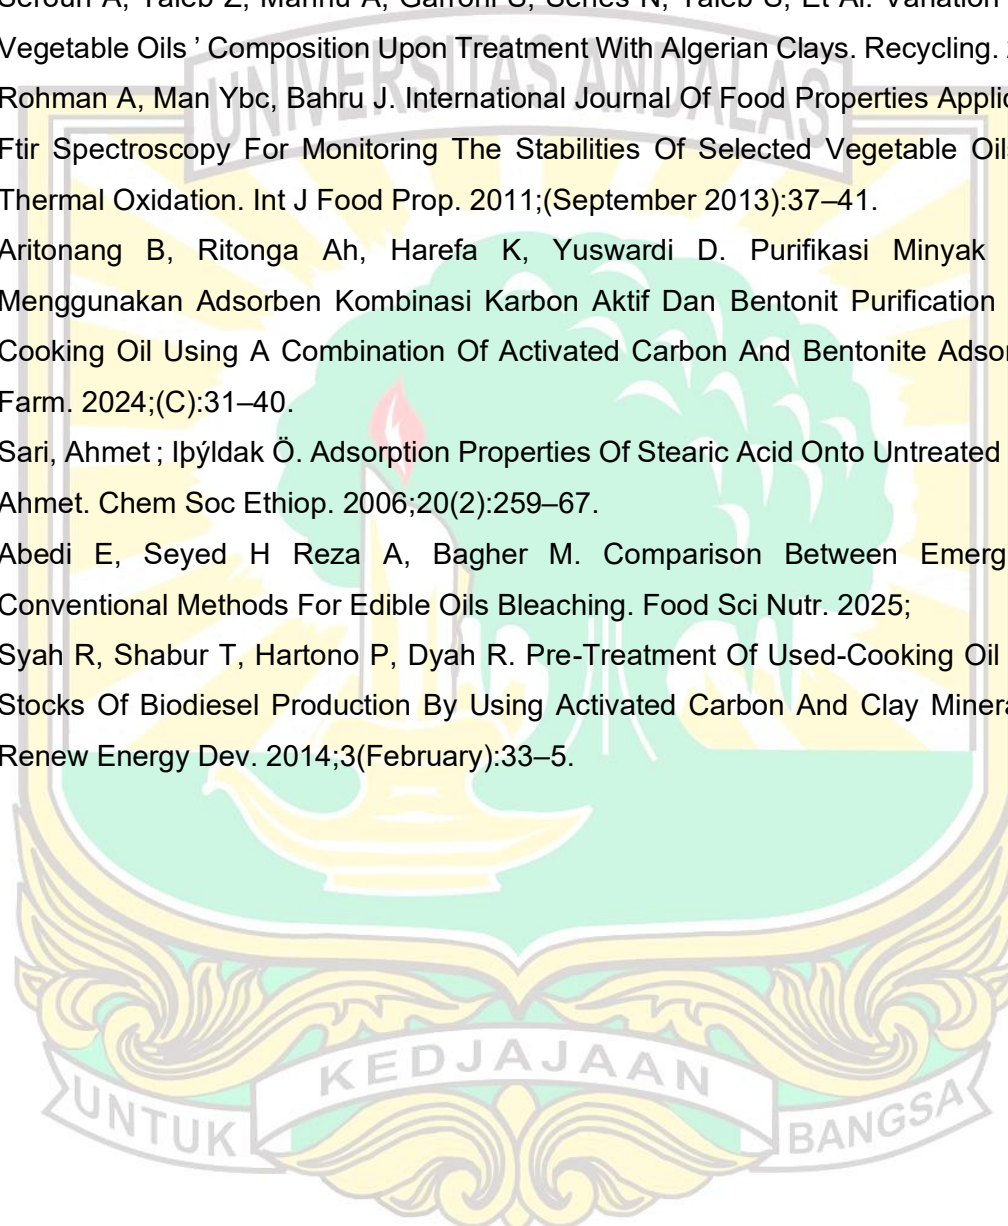 Vegetable Oils ’ Composition Upon Treatment With Algerian Clays. Recycling.
UNIVERSITAS ANDALAS
Rohman A, Man Ybc, Bahru J. International Journal Of Food Properties Applic
Ftir Spectroscopy For Monitoring The Stabilities Of Selected Vegetable Oil
Thermal Oxidation. Int J Food Prop. 2011;(September 2013):37–41.
Aritonang B, Ritonga Ah, Harefa K, Yuswardi D. Purifikasi Minyak
Menggunakan Adsorben Kombinasi Karbon Aktif Dan Bentonit Purification
Cooking Oil Using A Combination Of Activated Carbon And Bentonite Adso
Farm. 2024;(C):31–40.
Sari, Ahmet ; Iþýldak Ö. Adsorption Properties Of Stearic Acid Onto Untreated
Ahmet. Chem Soc Ethiop. 2006;20(2):259–67.
Abedi E, Seyed H Reza A, Bagher M. Comparison Between Emerg
Conventional Methods For Edible Oils Bleaching. Food Sci Nutr. 2025;
Syah R, Shabur T, Hartono P, Dyah R. Pre-Treatment Of Used-Cooking Oil
Stocks Of Biodiesel Production By Using Activated Carbon And Clay Minera
Renew Energy Dev. 2014;3(February):33–5.
KEDJAJAAN
UNTUK
BANGSA